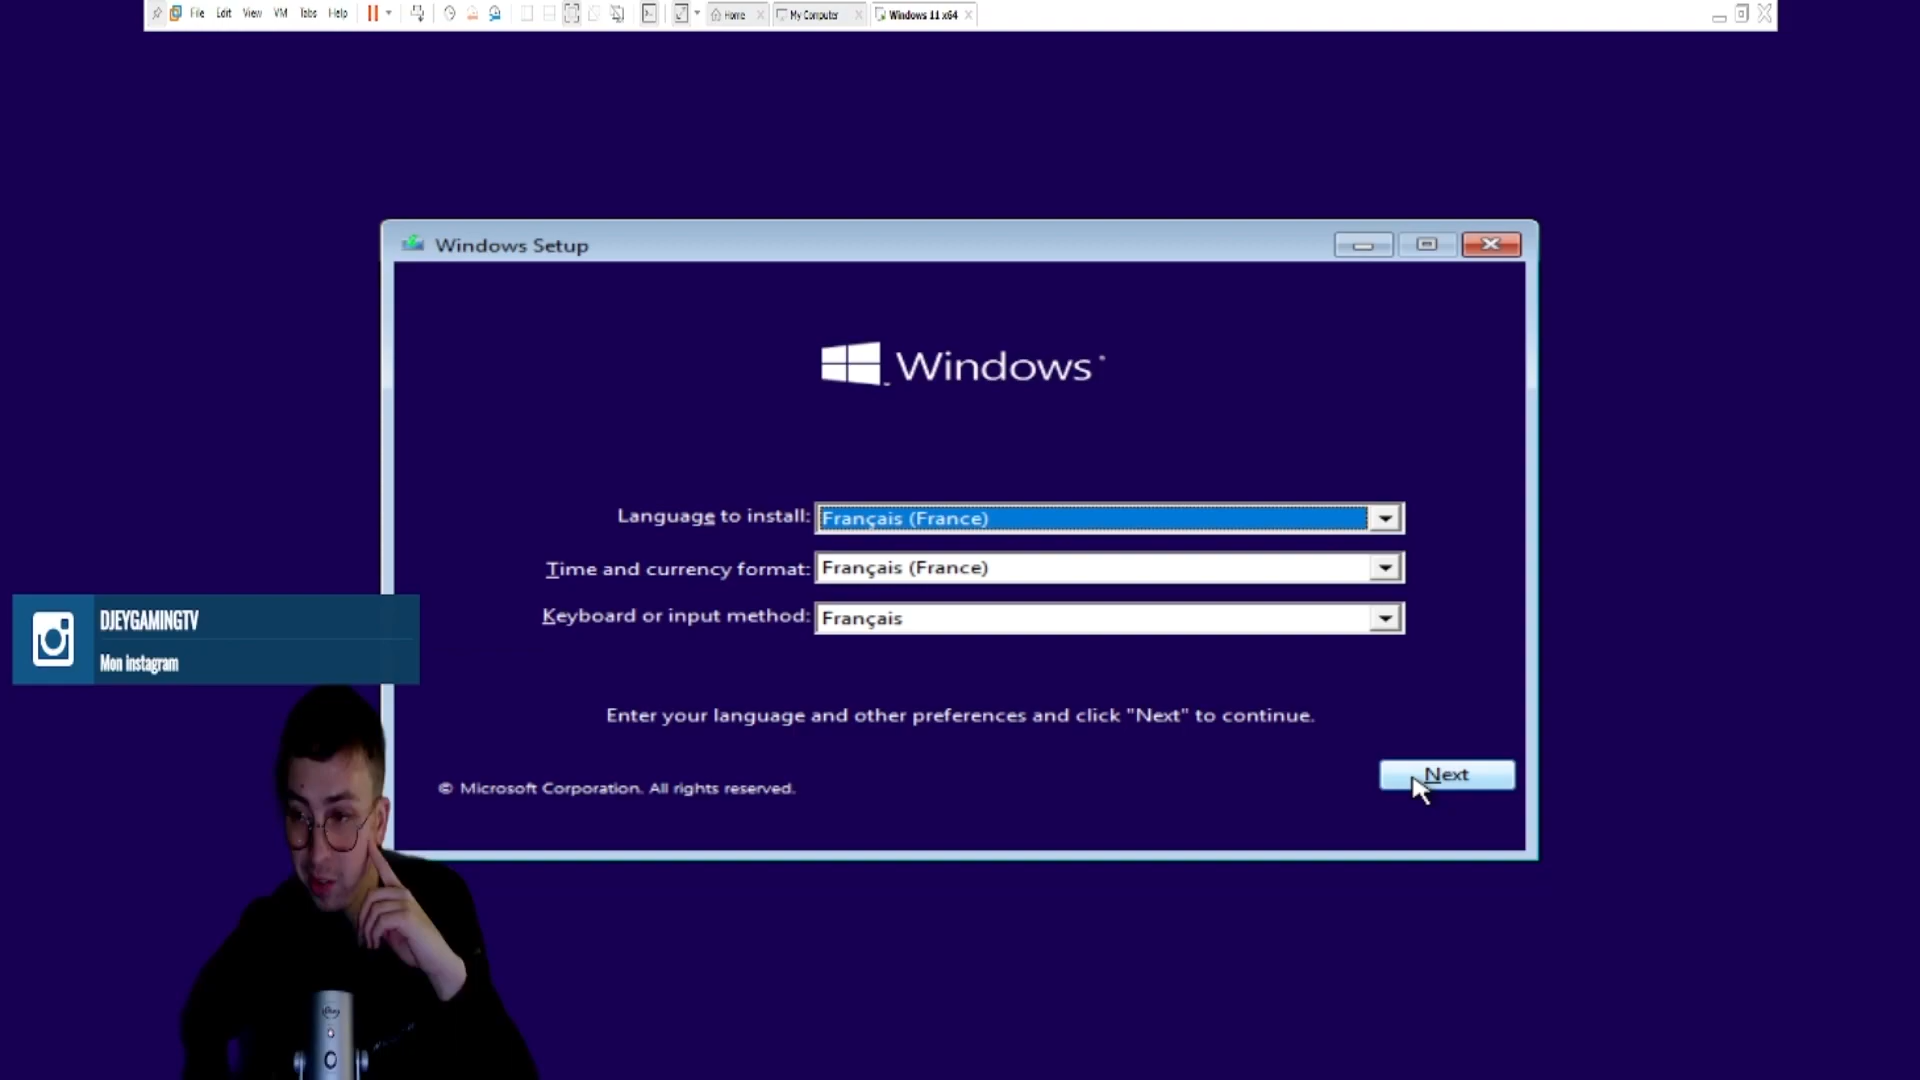 File Edit View VM Tabs Help Home My Computer Windows 11 x64
Windows Setup
Windows
Language to install: Français (France)
Time and currency format: Français (France)
Keyboard or input method: Français
DJEYGAMINGTV
Mon instagram
Enter your language and other preferences and click "Next" to continue.
Next
© Microsoft Corporation. All rights reserved.